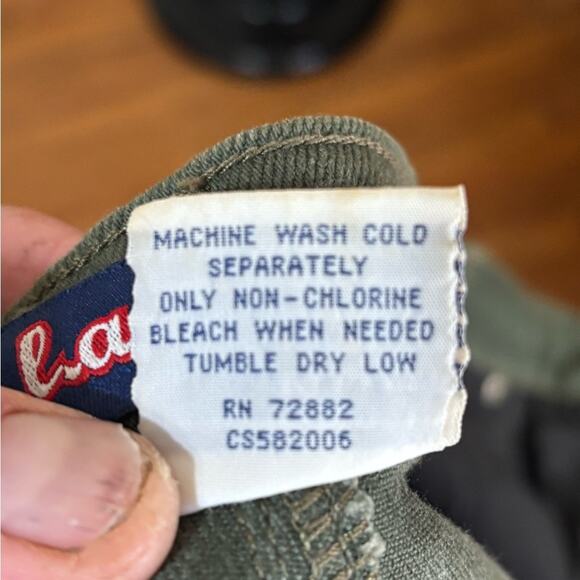 MACHINE WASH COLD
SEPARATELY
ONLY NON-CHLORINE
BLEACH WHEN NEEDED
TUMBLE DRY LOW
RN 72882
CS582006